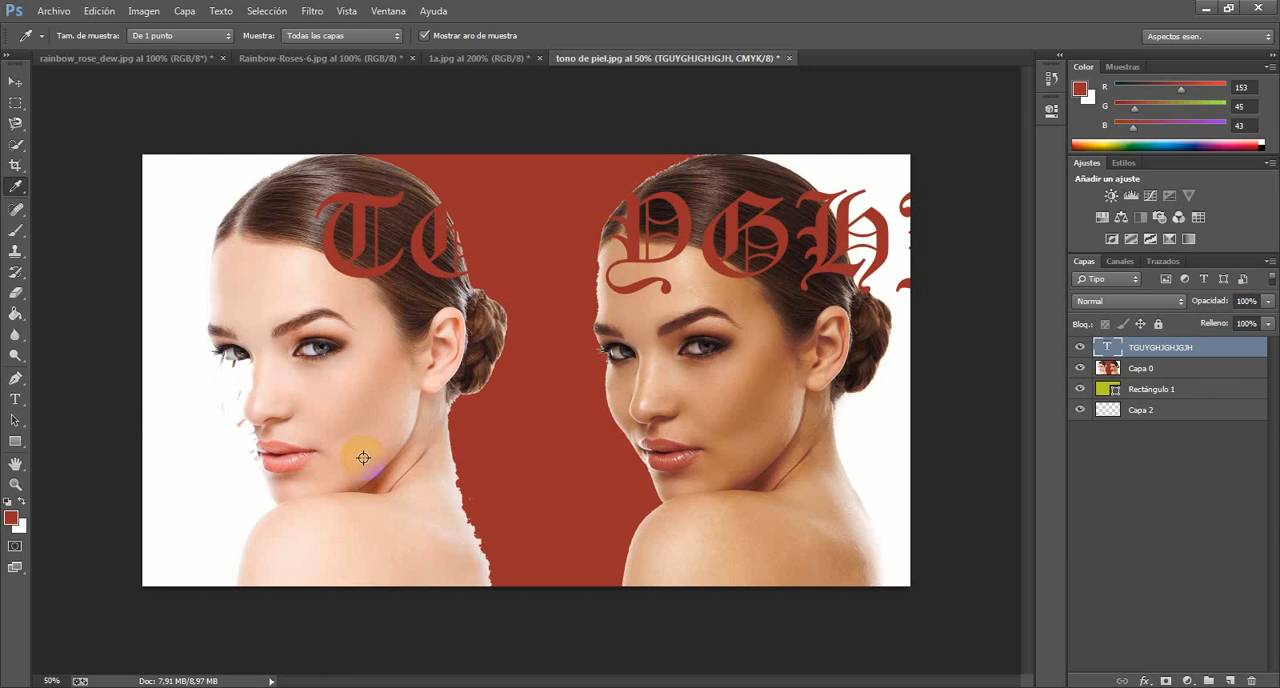 Ps Archivo Edición Imagen Capa Texto Selección Filtro Vista Ventana Ayuda
Tam. de muestra: De 1 punto Muestra: Todas las capas Mostrar aro de muestra Aspectos esen.
rainbow_rose_dew.jpg al 100% (RGB/8*) * × Rainbow-Roses-6.jpg al 100% (RGB/8) * × 1a.jpg al 200% (RGB/8) * × tono de piel.jpg al 50% (TGUYGHJGHJGJH, CMYK/8) * ×
Color Muestras
R 153
G 45
B 43
Ajustes Estilos
Añadir un ajuste
Capas Canales Trazados
Tipo
Normal Opacidad: 100%
Bloq.: Relleno: 100%
T TGUYGHJGHJGJH
Capa 0
Rectángulo 1
Capa 2
YGH
50% Doc: 7,91 MB/8,97 MB